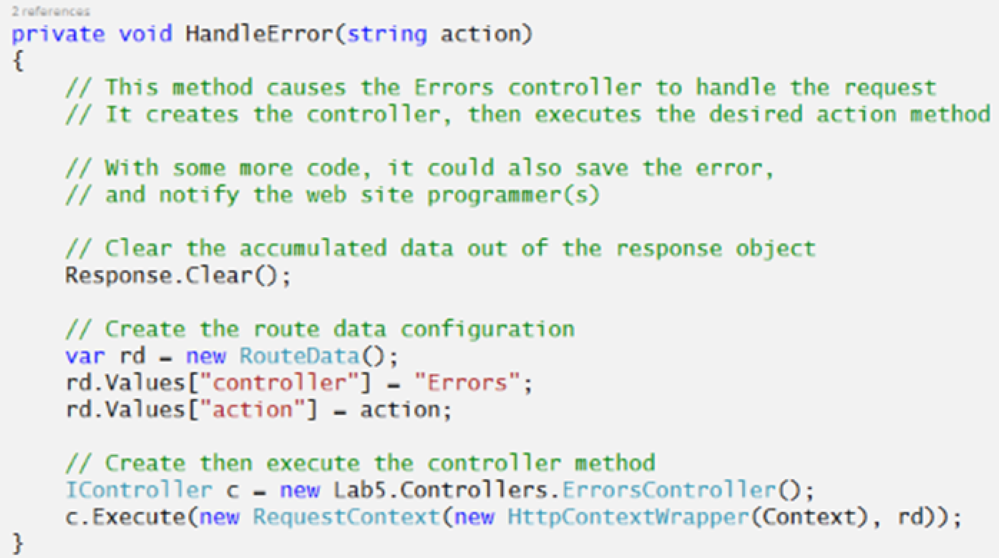 2 references
private void HandleError(string action)
{
    // This method causes the Errors controller to handle the request
    // It creates the controller, then executes the desired action method

    // With some more code, it could also save the error,
    // and notify the web site programmer(s)

    // Clear the accumulated data out of the response object
    Response.Clear();

    // Create the route data configuration
    var rd = new RouteData();
    rd.Values["controller"] = "Errors";
    rd.Values["action"] = action;

    // Create then execute the controller method
    IController c = new Lab5.Controllers.ErrorsController();
    c.Execute(new RequestContext(new HttpContextWrapper(Context), rd));
}